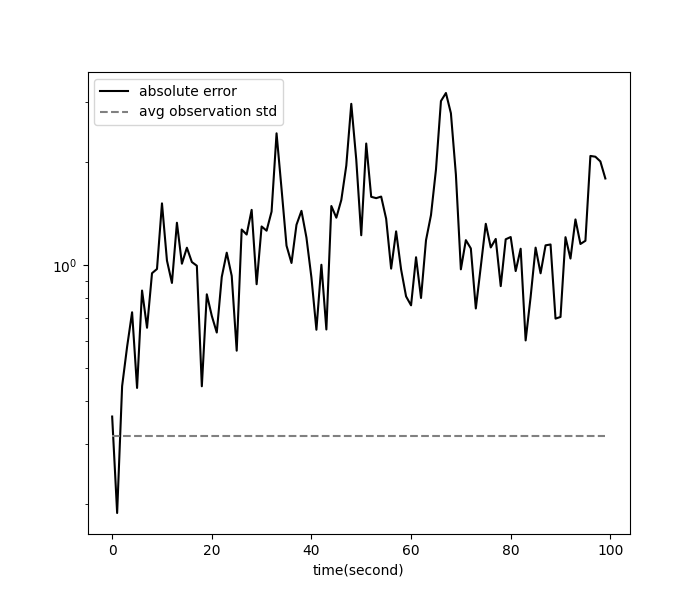 absolute error
avg observation std
10⁰
0 20 40 60 80 100
time(second)